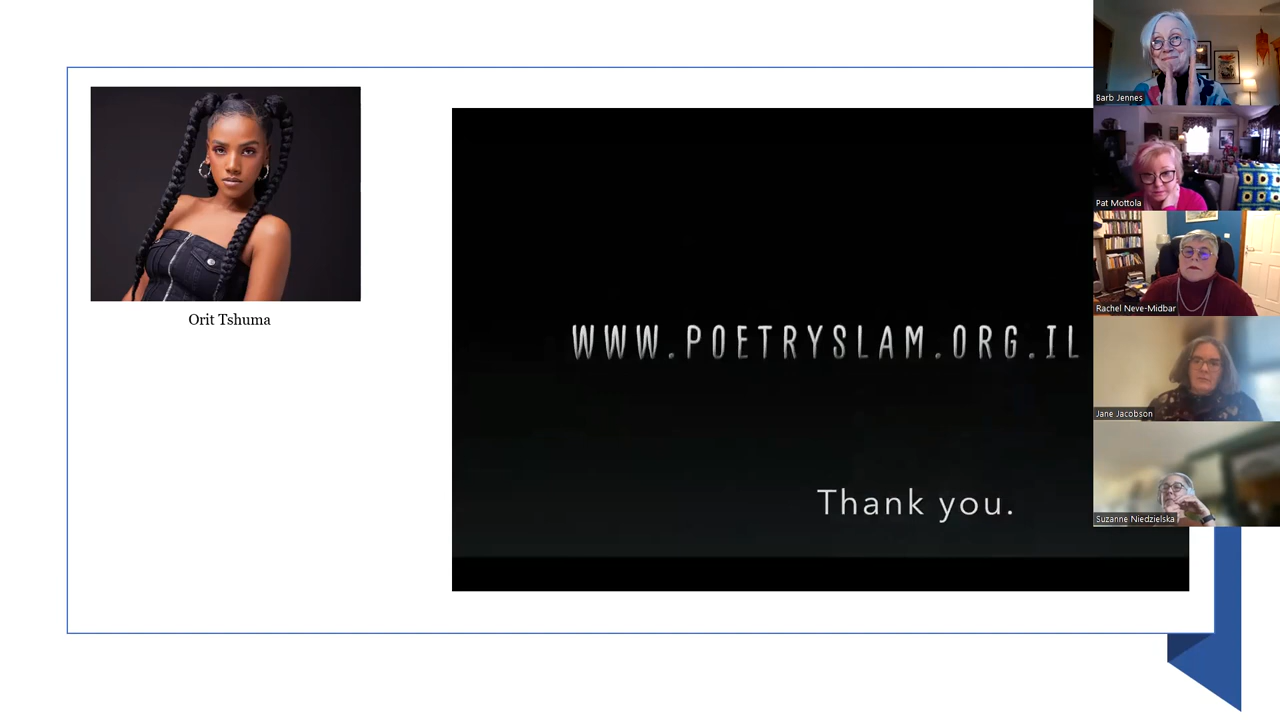 Orit Tshuma
WWW.POETRYSLAM.ORG.IL
Thank you.
Barb Jennes
Pat Mottola
Rachel Neve-Midbar
Jane Jacobson
Suzanne Niedzielska